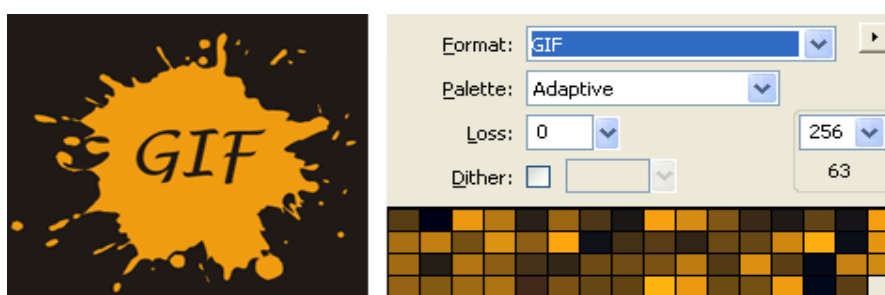 GIF
Format: GIF
Palette: Adaptive
Loss: 0 256
Dither: 63